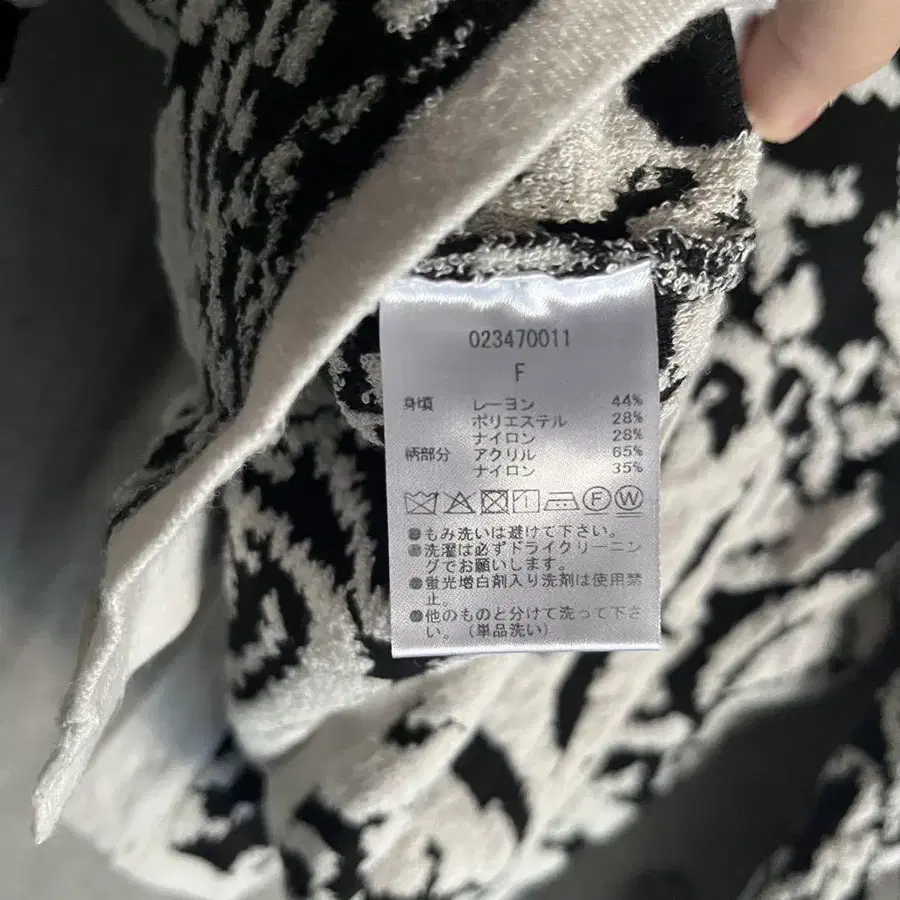 023470011
F
身頃 レーヨン 44%
ポリエステル 28%
ナイロン 28%
柄部分 アクリル 65%
ナイロン 35%
F W
●もみ洗いは避けて下さい。
●洗濯は必ずドライクリーニン
グでお願いします。
●蛍光増白剤入り洗剤は使用禁
止。
●他のものと分けて洗って下さ
い。（単品洗い）